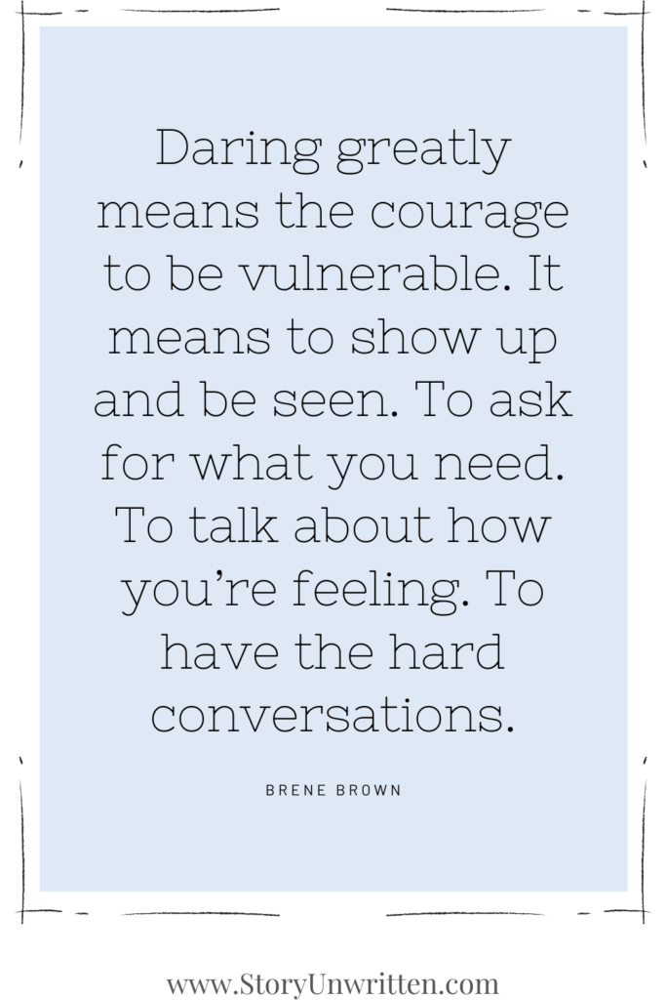 Daring greatly
means the courage
to be vulnerable. It
means to show up
and be seen. To ask
for what you need.
To talk about how
you’re feeling. To
have the hard
conversations.
BRENE BROWN
www.StoryUnwritten.com